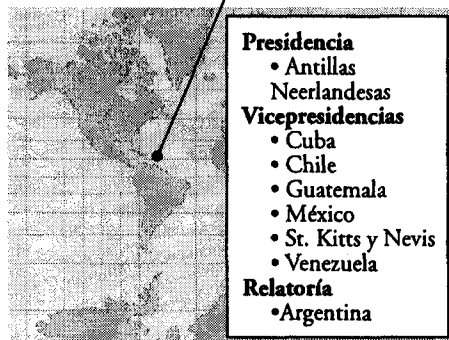 Presidencia
• Antillas
Neerlandesas
Vicepresidencias
• Cuba
• Chile
• Guatemala
• México
• St. Kitts y Nevis
• Venezuela
Relatoría
•Argentina